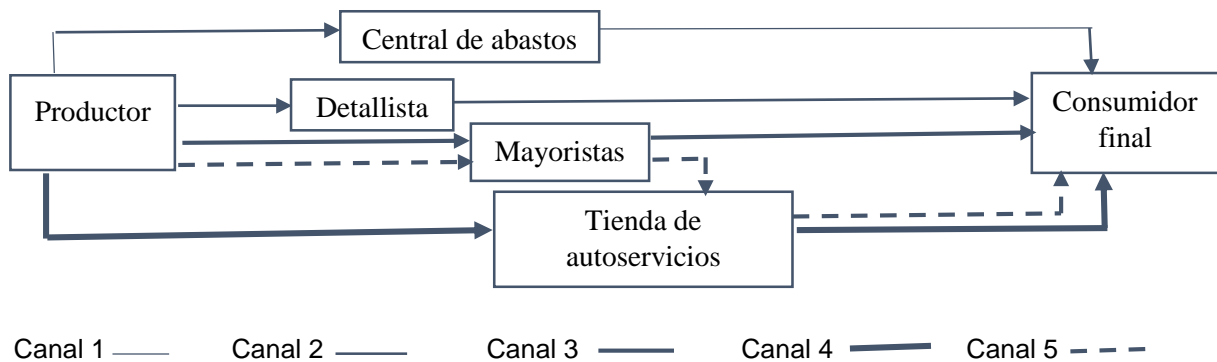 Central de abastos
Productor
Detallista
Consumidor
final
Mayoristas
Tienda de
autoservicios
Canal 1
Canal 2
Canal 3
Canal 4
Canal 5